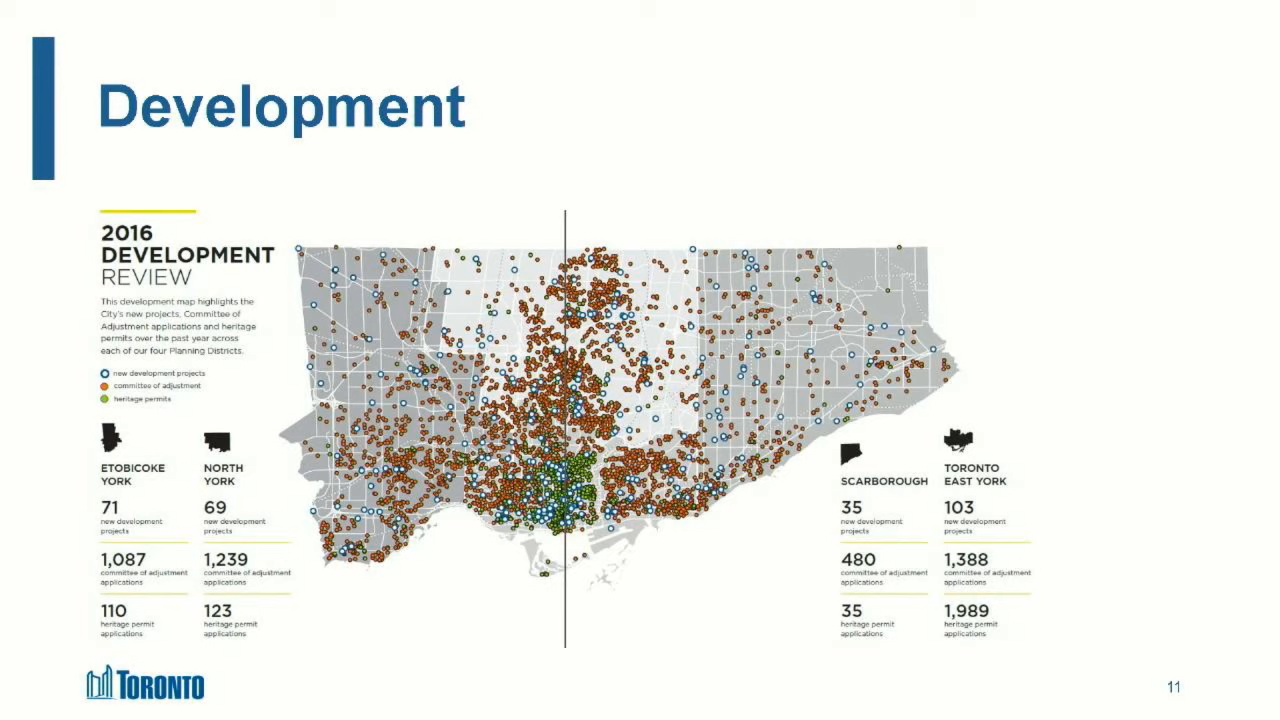 Development
2016
DEVELOPMENT
REVIEW
This development map highlights the
City's new projects, Committee of
Adjustment applications and heritage
permits over the past year across
each of our four Planning Districts.
new development projects
committee of adjustment
heritage permits
ETOBICOKE
YORK
71
new development
projects
1,087
committee of adjustment
applications
110
heritage permit
applications
NORTH
YORK
69
new development
projects
1,239
committee of adjustment
applications
123
heritage permit
applications
SCARBOROUGH
35
new development
projects
480
committee of adjustment
applications
35
heritage permit
applications
TORONTO
EAST YORK
103
new development
projects
1,388
committee of adjustment
applications
1,989
heritage permit
applications
TORONTO
11